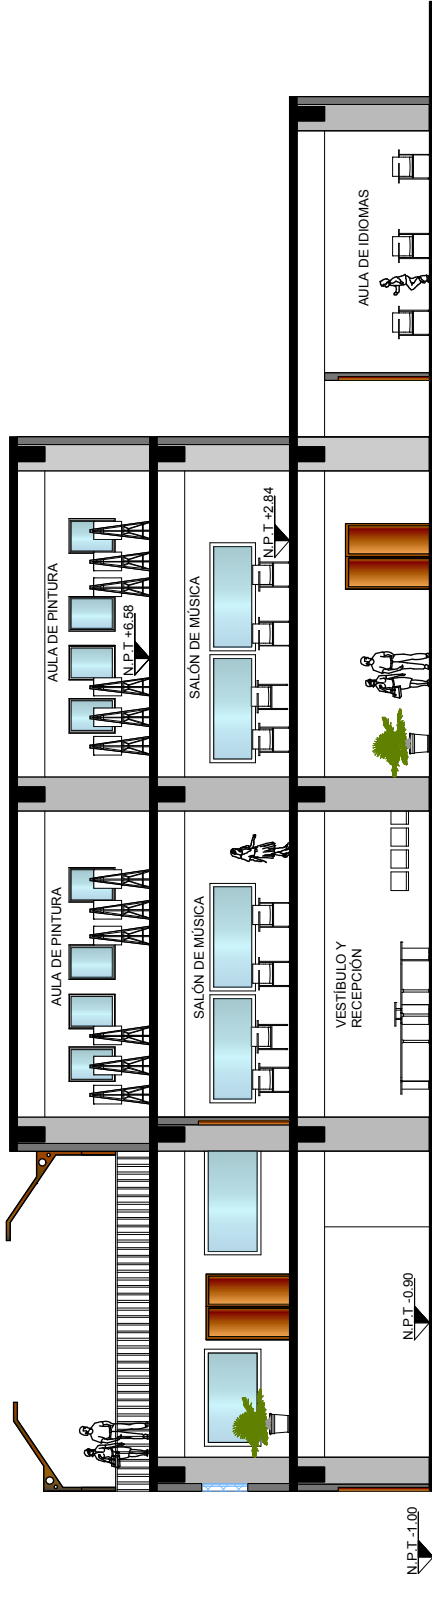 AULA DE PINTURA
AULA DE PINTURA
N.P.T +6.58
SALÓN DE MÚSICA
SALÓN DE MÚSICA
N.P.T +2.84
VESTÍBULO Y
RECEPCIÓN
AULA DE IDIOMAS
N.P.T -0.90
N.P.T -1.00